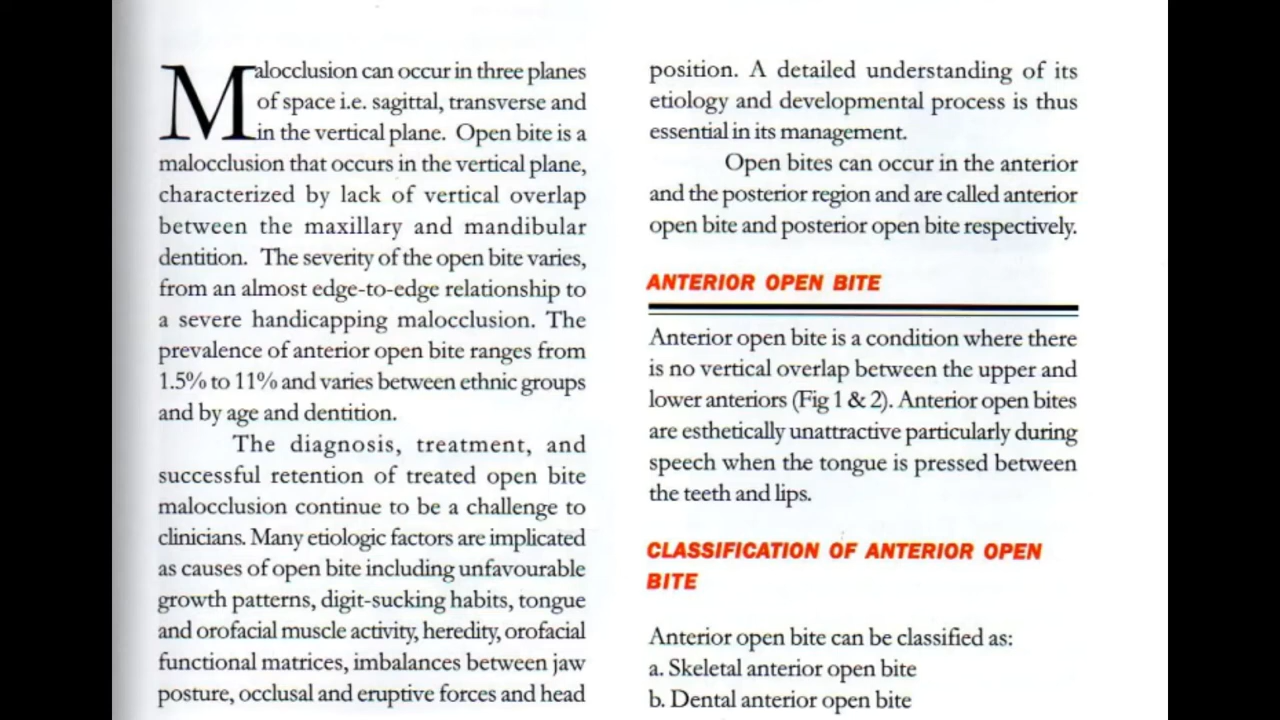 Malocclusion can occur in three planes
of space i.e. sagittal, transverse and
in the vertical plane. Open bite is a
malocclusion that occurs in the vertical plane,
characterized by lack of vertical overlap
between the maxillary and mandibular
dentition. The severity of the open bite varies,
from an almost edge-to-edge relationship to
a severe handicapping malocclusion. The
prevalence of anterior open bite ranges from
1.5% to 11% and varies between ethnic groups
and by age and dentition.
The diagnosis, treatment, and
successful retention of treated open bite
malocclusion continue to be a challenge to
clinicians. Many etiologic factors are implicated
as causes of open bite including unfavourable
growth patterns, digit-sucking habits, tongue
and orofacial muscle activity, heredity, orofacial
functional matrices, imbalances between jaw
posture, occlusal and eruptive forces and head
position. A detailed understanding of its
etiology and developmental process is thus
essential in its management.
Open bites can occur in the anterior
and the posterior region and are called anterior
open bite and posterior open bite respectively.
ANTERIOR OPEN BITE
Anterior open bite is a condition where there
is no vertical overlap between the upper and
lower anteriors (Fig 1 & 2). Anterior open bites
are esthetically unattractive particularly during
speech when the tongue is pressed between
the teeth and lips.
CLASSIFICATION OF ANTERIOR OPEN
BITE
Anterior open bite can be classified as:
a. Skeletal anterior open bite
b. Dental anterior open bite